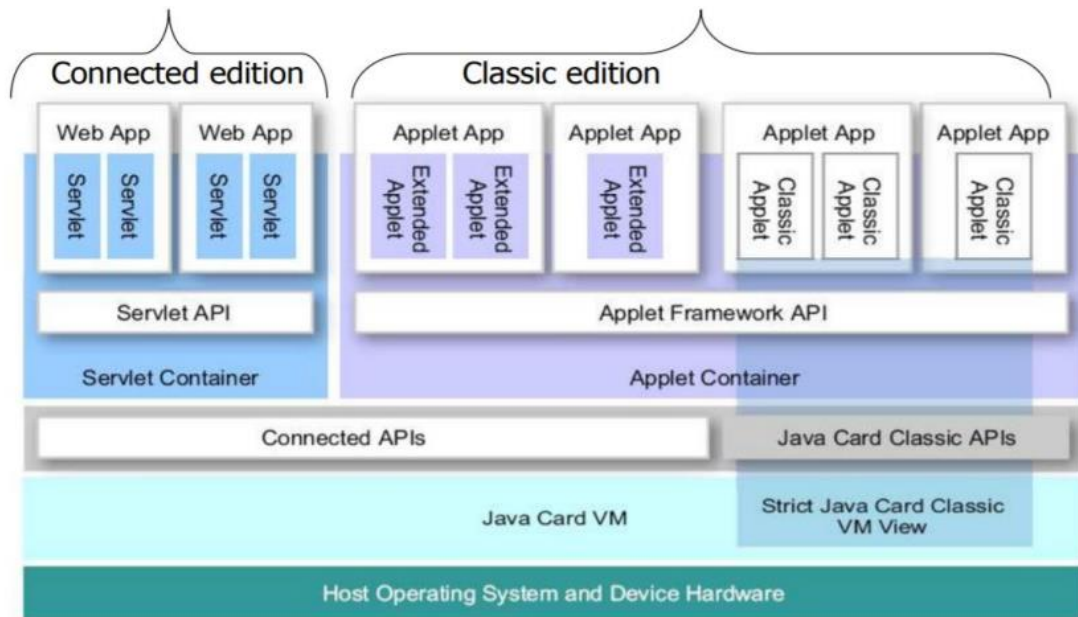 Connected edition
Classic edition
Web App
Web App
Applet App
Applet App
Applet App
Applet App
Servlet
Servlet
Servlet
Servlet
Extended
Applet
Extended
Applet
Extended
Applet
Classic
Applet
Classic
Applet
Classic
Applet
Servlet API
Applet Framework API
Servlet Container
Applet Container
Connected APIs
Java Card Classic APIs
Java Card VM
Strict Java Card Classic
VM View
Host Operating System and Device Hardware